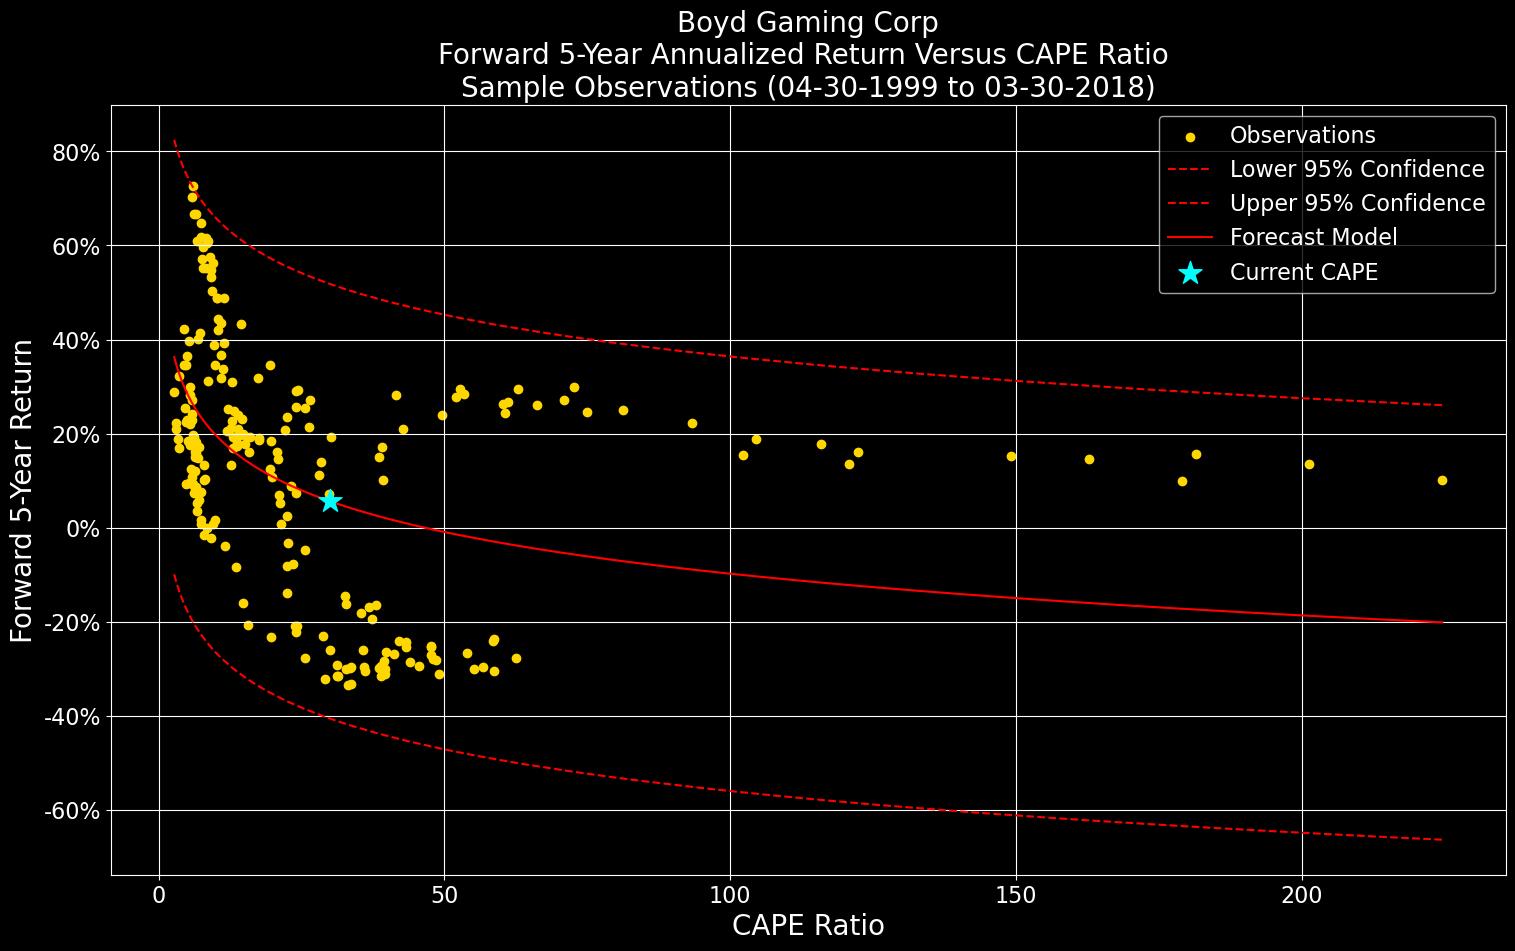 Boyd Gaming Corp
Forward 5-Year Annualized Return Versus CAPE Ratio
Sample Observations (04-30-1999 to 03-30-2018)
Observations
Lower 95% Confidence
Upper 95% Confidence
Forecast Model
Current CAPE
Forward 5-Year Return
80%
60%
40%
20%
0%
-20%
-40%
-60%
0 50 100 150 200
CAPE Ratio